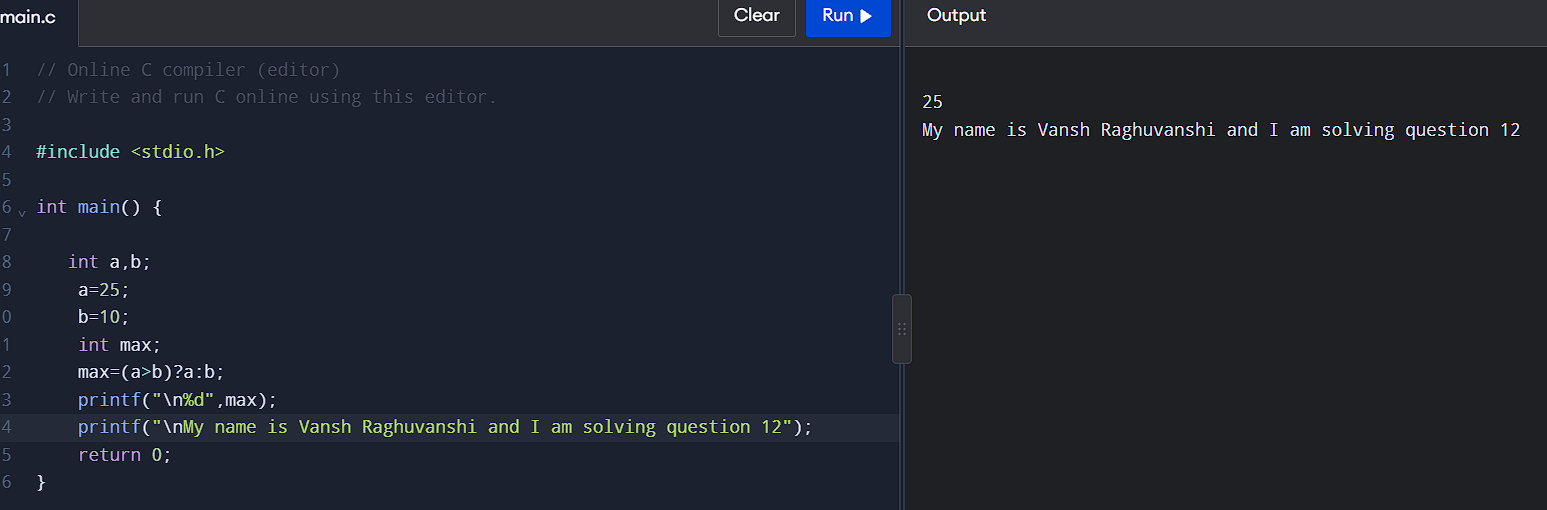 main.c
Clear
Run
Output
1 // Online C compiler (editor)
2 // Write and run C online using this editor.
3
4 #include <stdio.h>
5
6 int main() {
7
8 int a,b;
9 a=25;
0 b=10;
1 int max;
2 max=(a>b)?a:b;
3 printf("\n%d",max);
4 printf("\nMy name is Vansh Raghuvanshi and I am solving question 12");
5 return 0;
6 }
25
My name is Vansh Raghuvanshi and I am solving question 12